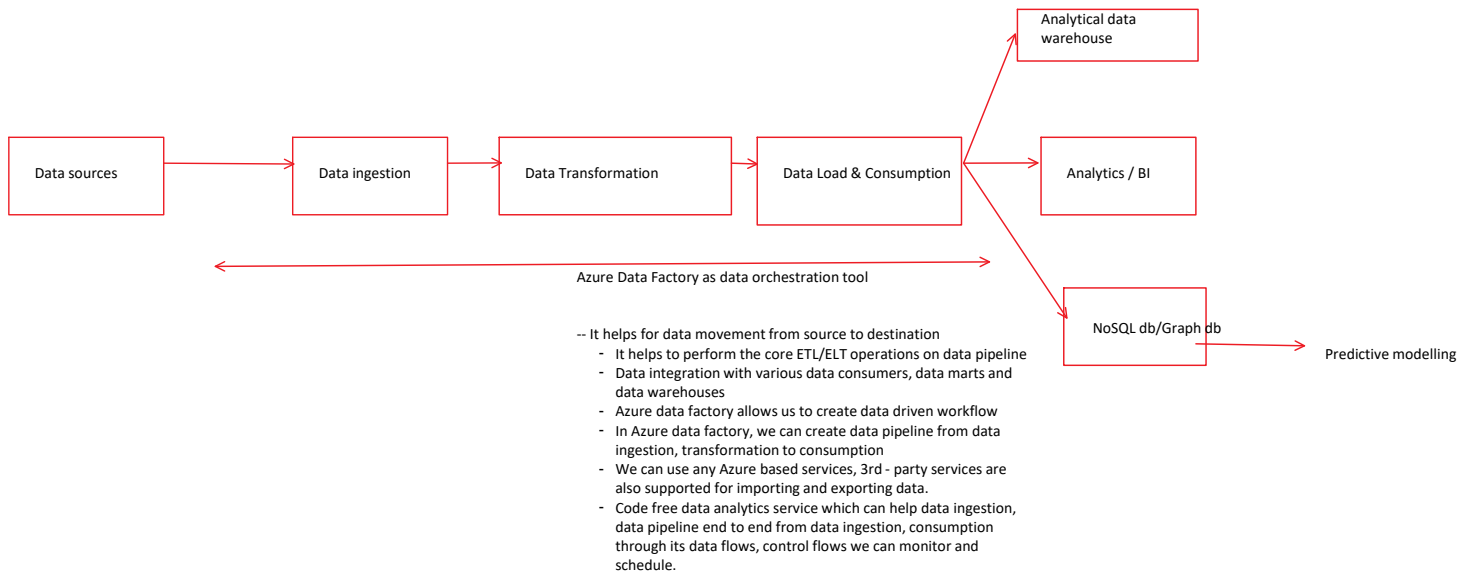 Analytical data
warehouse
Data sources
Data ingestion
Data Transformation
Data Load & Consumption
Analytics / BI
Azure Data Factory as data orchestration tool
NoSQL db/Graph db
Predictive modelling
-- It helps for data movement from source to destination
- It helps to perform the core ETL/ELT operations on data pipeline
- Data integration with various data consumers, data marts and
data warehouses
- Azure data factory allows us to create data driven workflow
- In Azure data factory, we can create data pipeline from data
ingestion, transformation to consumption
- We can use any Azure based services, 3rd - party services are
also supported for importing and exporting data.
- Code free data analytics service which can help data ingestion,
data pipeline end to end from data ingestion, consumption
through its data flows, control flows we can monitor and
schedule.